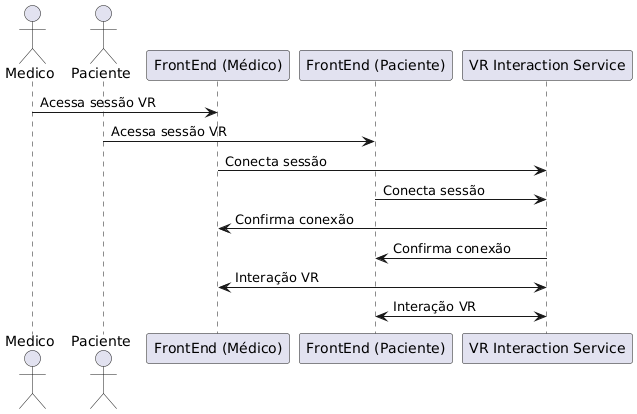 Medico
Paciente
FrontEnd (Médico)
FrontEnd (Paciente)
VR Interaction Service
Acessa sessão VR
Acessa sessão VR
Conecta sessão
Conecta sessão
Confirma conexão
Confirma conexão
Interação VR
Interação VR
Medico
Paciente
FrontEnd (Médico)
FrontEnd (Paciente)
VR Interaction Service